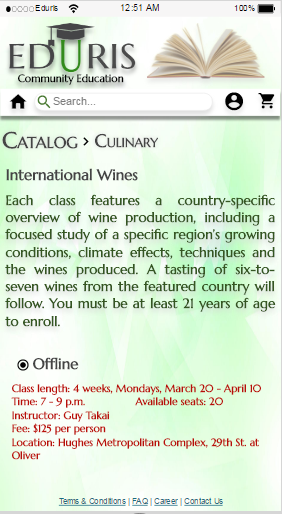 Eduris 12:51 AM 100%
EDURIS
Community Education
Search...
Catalog > Culinary
International Wines
Each class features a country-specific
overview of wine production, including a
focused study of a specific region's growing
conditions, climate effects, techniques and
the wines produced. A tasting of six-to-
seven wines from the featured country will
follow. You must be at least 21 years of age
to enroll.
Offline
Class length: 4 weeks, Mondays, March 20 - April 10
Time: 7 - 9 p.m. Available seats: 20
Instructor: Guy Takai
Fee: $125 per person
Location: Hughes Metropolitan Complex, 29th St. at
Oliver
Terms & Conditions | FAQ | Career | Contact Us